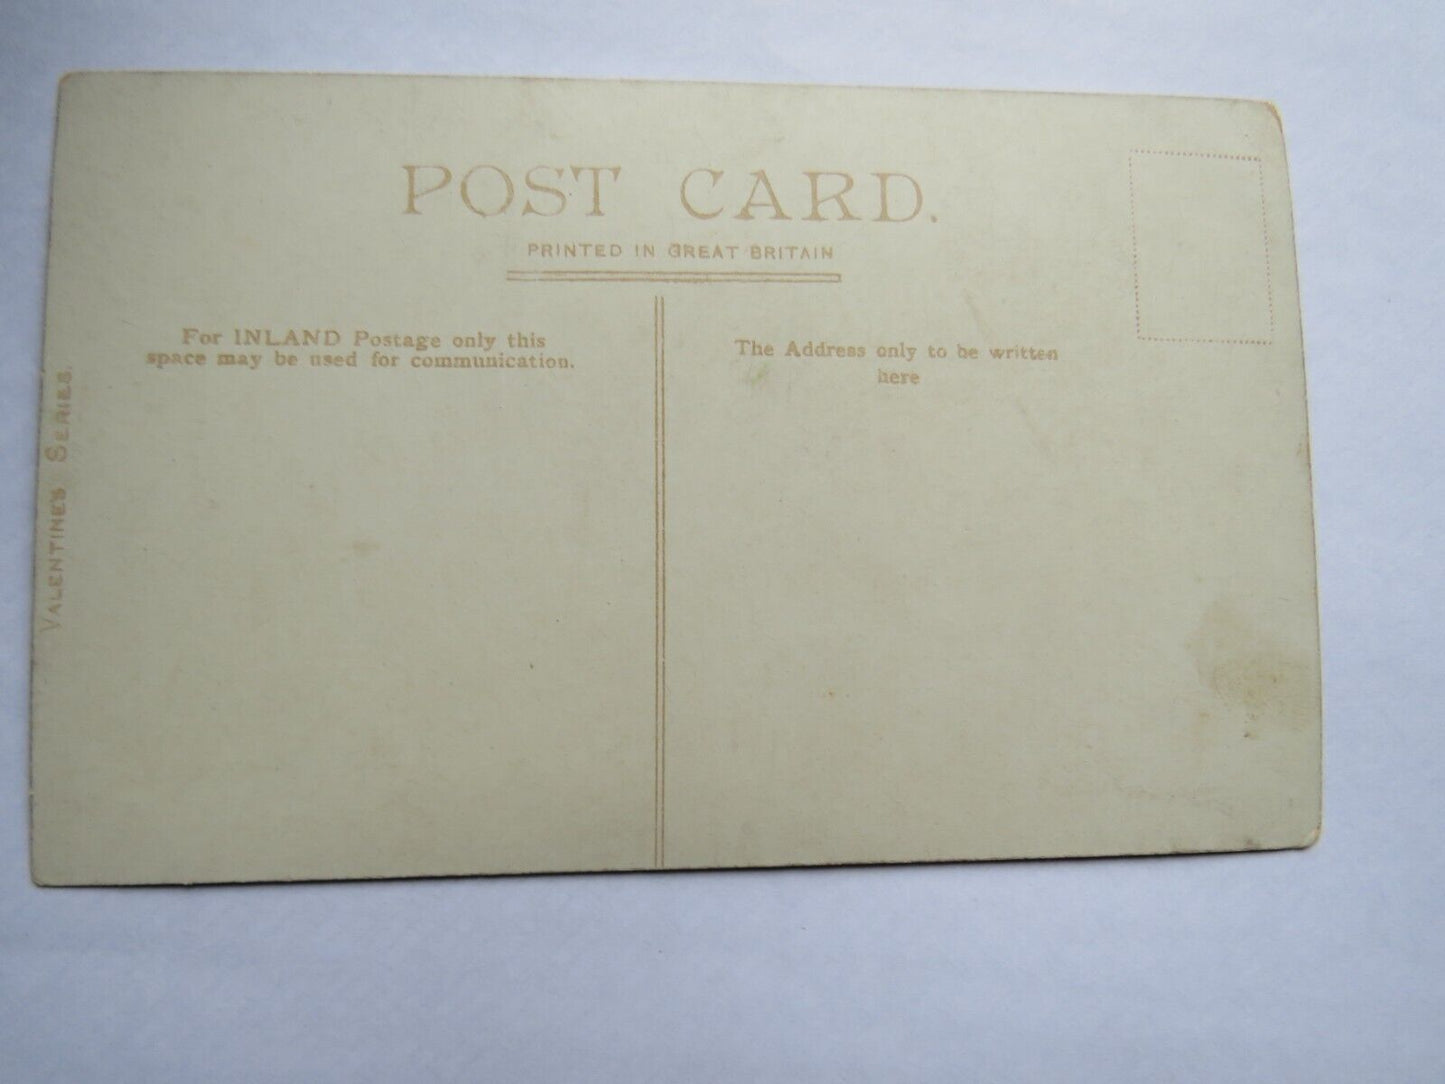 POST CARD.
PRINTED IN GREAT BRITAIN
For INLAND Postage only this
space may be used for communication.
The Address only to be written
here
VALENTINE'S SERIES.